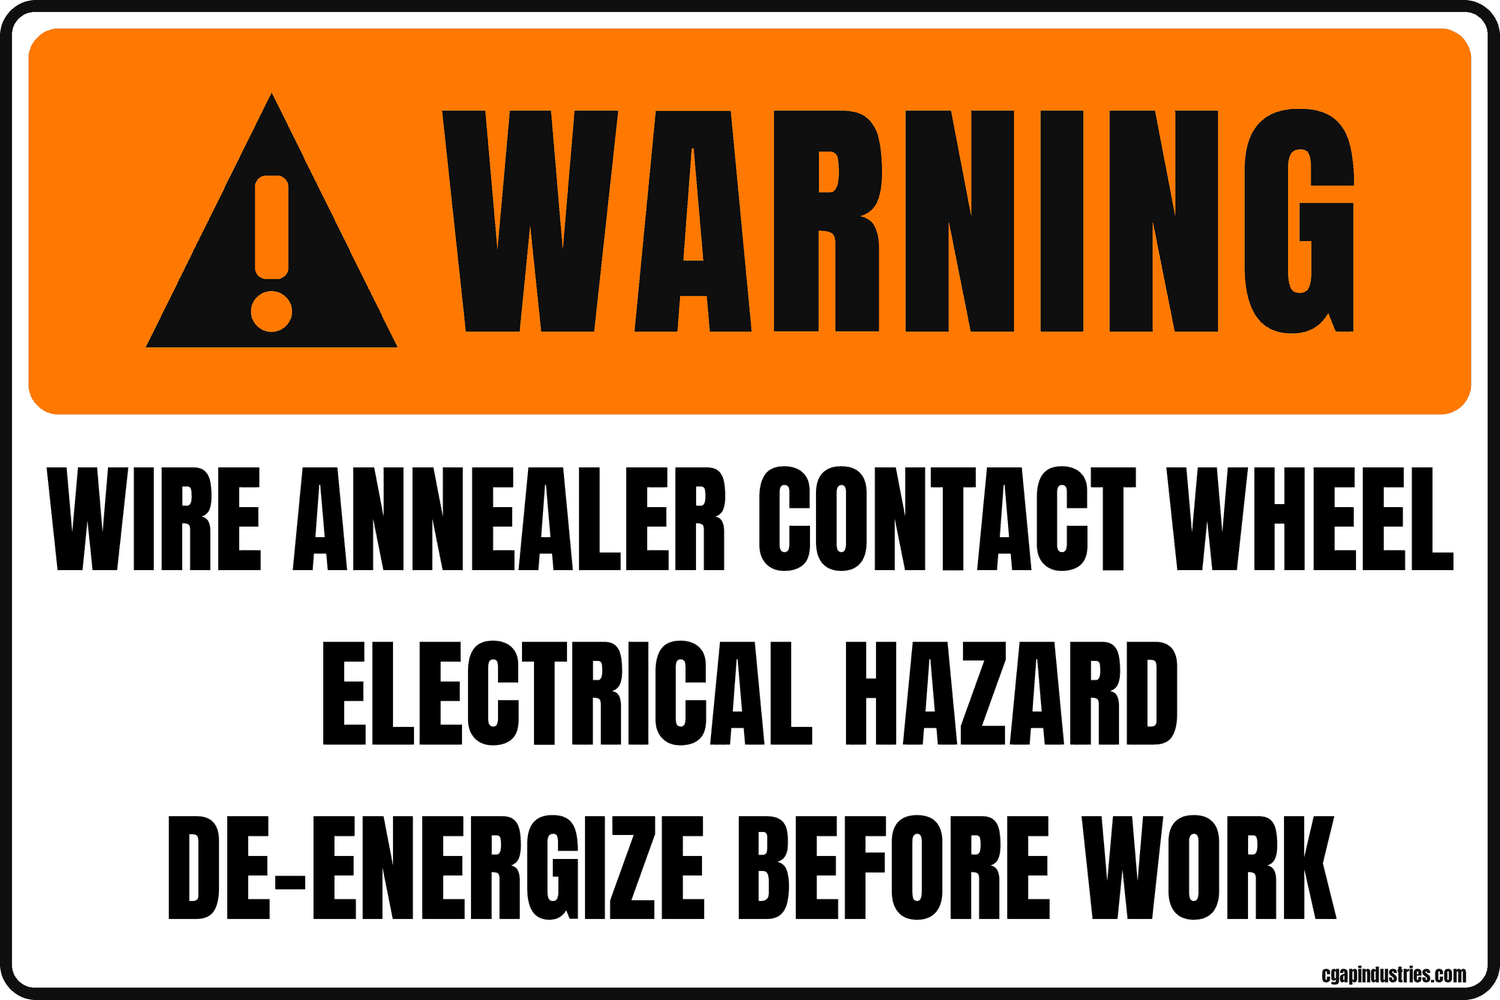 WARNING
WIRE ANNEALER CONTACT WHEEL
ELECTRICAL HAZARD
DE-ENERGIZE BEFORE WORK
cgapindustries.com